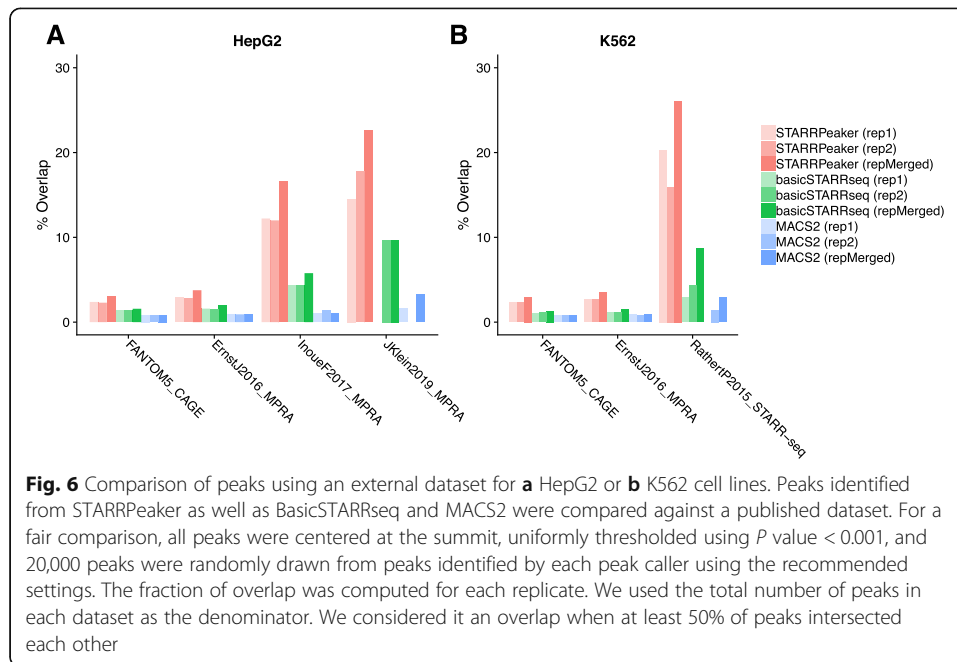 A
HepG2
% Overlap
30
20
10
0
FANTOM5_CAGE
ErnstJ2016_MPRA
InoueF2017_MPRA
JKlein2019_MPRA
B
K562
% Overlap
30
20
10
0
FANTOM5_CAGE
ErnstJ2016_MPRA
RathertP2015_STARR-seq
STARRPeaker (rep1)
STARRPeaker (rep2)
STARRPeaker (repMerged)
basicSTARRseq (rep1)
basicSTARRseq (rep2)
basicSTARRseq (repMerged)
MACS2 (rep1)
MACS2 (rep2)
MACS2 (repMerged)
Fig. 6 Comparison of peaks using an external dataset for a HepG2 or b K562 cell lines. Peaks identified
from STARRPeaker as well as BasicSTARRseq and MACS2 were compared against a published dataset. For a
fair comparison, all peaks were centered at the summit, uniformly thresholded using P value < 0.001, and
20,000 peaks were randomly drawn from peaks identified by each peak caller using the recommended
settings. The fraction of overlap was computed for each replicate. We used the total number of peaks in
each dataset as the denominator. We considered it an overlap when at least 50% of peaks intersected
each other